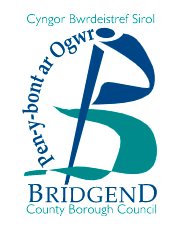 Cyngor Bwrdeistref Sirol
Pen-y-bont ar Ogwr
BRIDGEND
County Borough Council